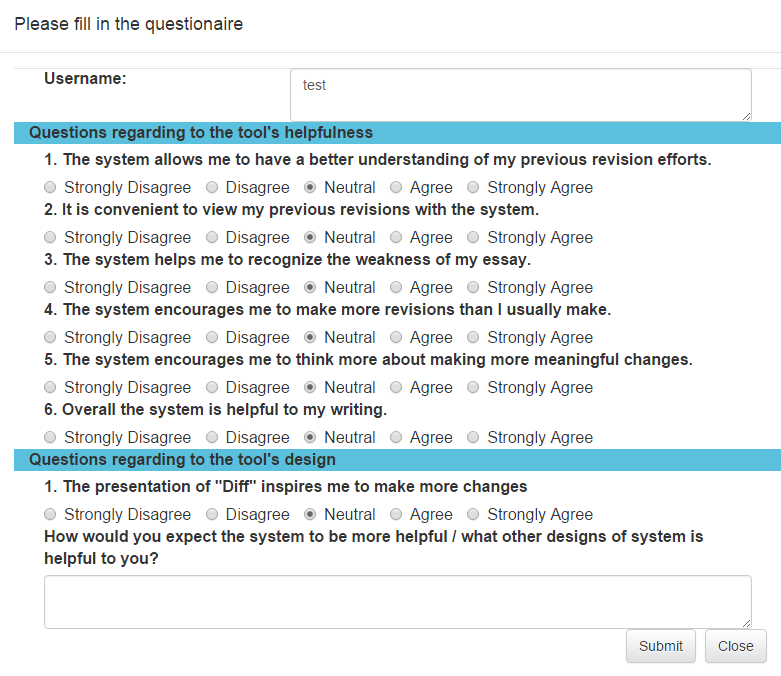 Please fill in the questionaire
Username:
test
Questions regarding to the tool's helpfulness
1. The system allows me to have a better understanding of my previous revision efforts.
Strongly Disagree Disagree Neutral Agree Strongly Agree
2. It is convenient to view my previous revisions with the system.
Strongly Disagree Disagree Neutral Agree Strongly Agree
3. The system helps me to recognize the weakness of my essay.
Strongly Disagree Disagree Neutral Agree Strongly Agree
4. The system encourages me to make more revisions than I usually make.
Strongly Disagree Disagree Neutral Agree Strongly Agree
5. The system encourages me to think more about making more meaningful changes.
Strongly Disagree Disagree Neutral Agree Strongly Agree
6. Overall the system is helpful to my writing.
Strongly Disagree Disagree Neutral Agree Strongly Agree
Questions regarding to the tool's design
1. The presentation of "Diff" inspires me to make more changes
Strongly Disagree Disagree Neutral Agree Strongly Agree
How would you expect the system to be more helpful / what other designs of system is
helpful to you?
Submit Close